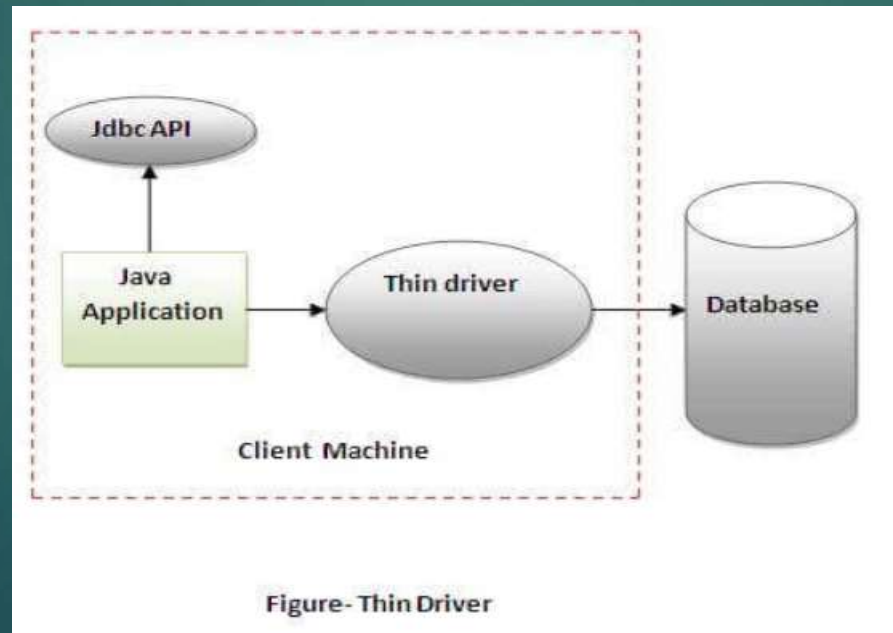 Jdbc API
Java
Application
Thin driver
Database
Client Machine
Figure- Thin Driver